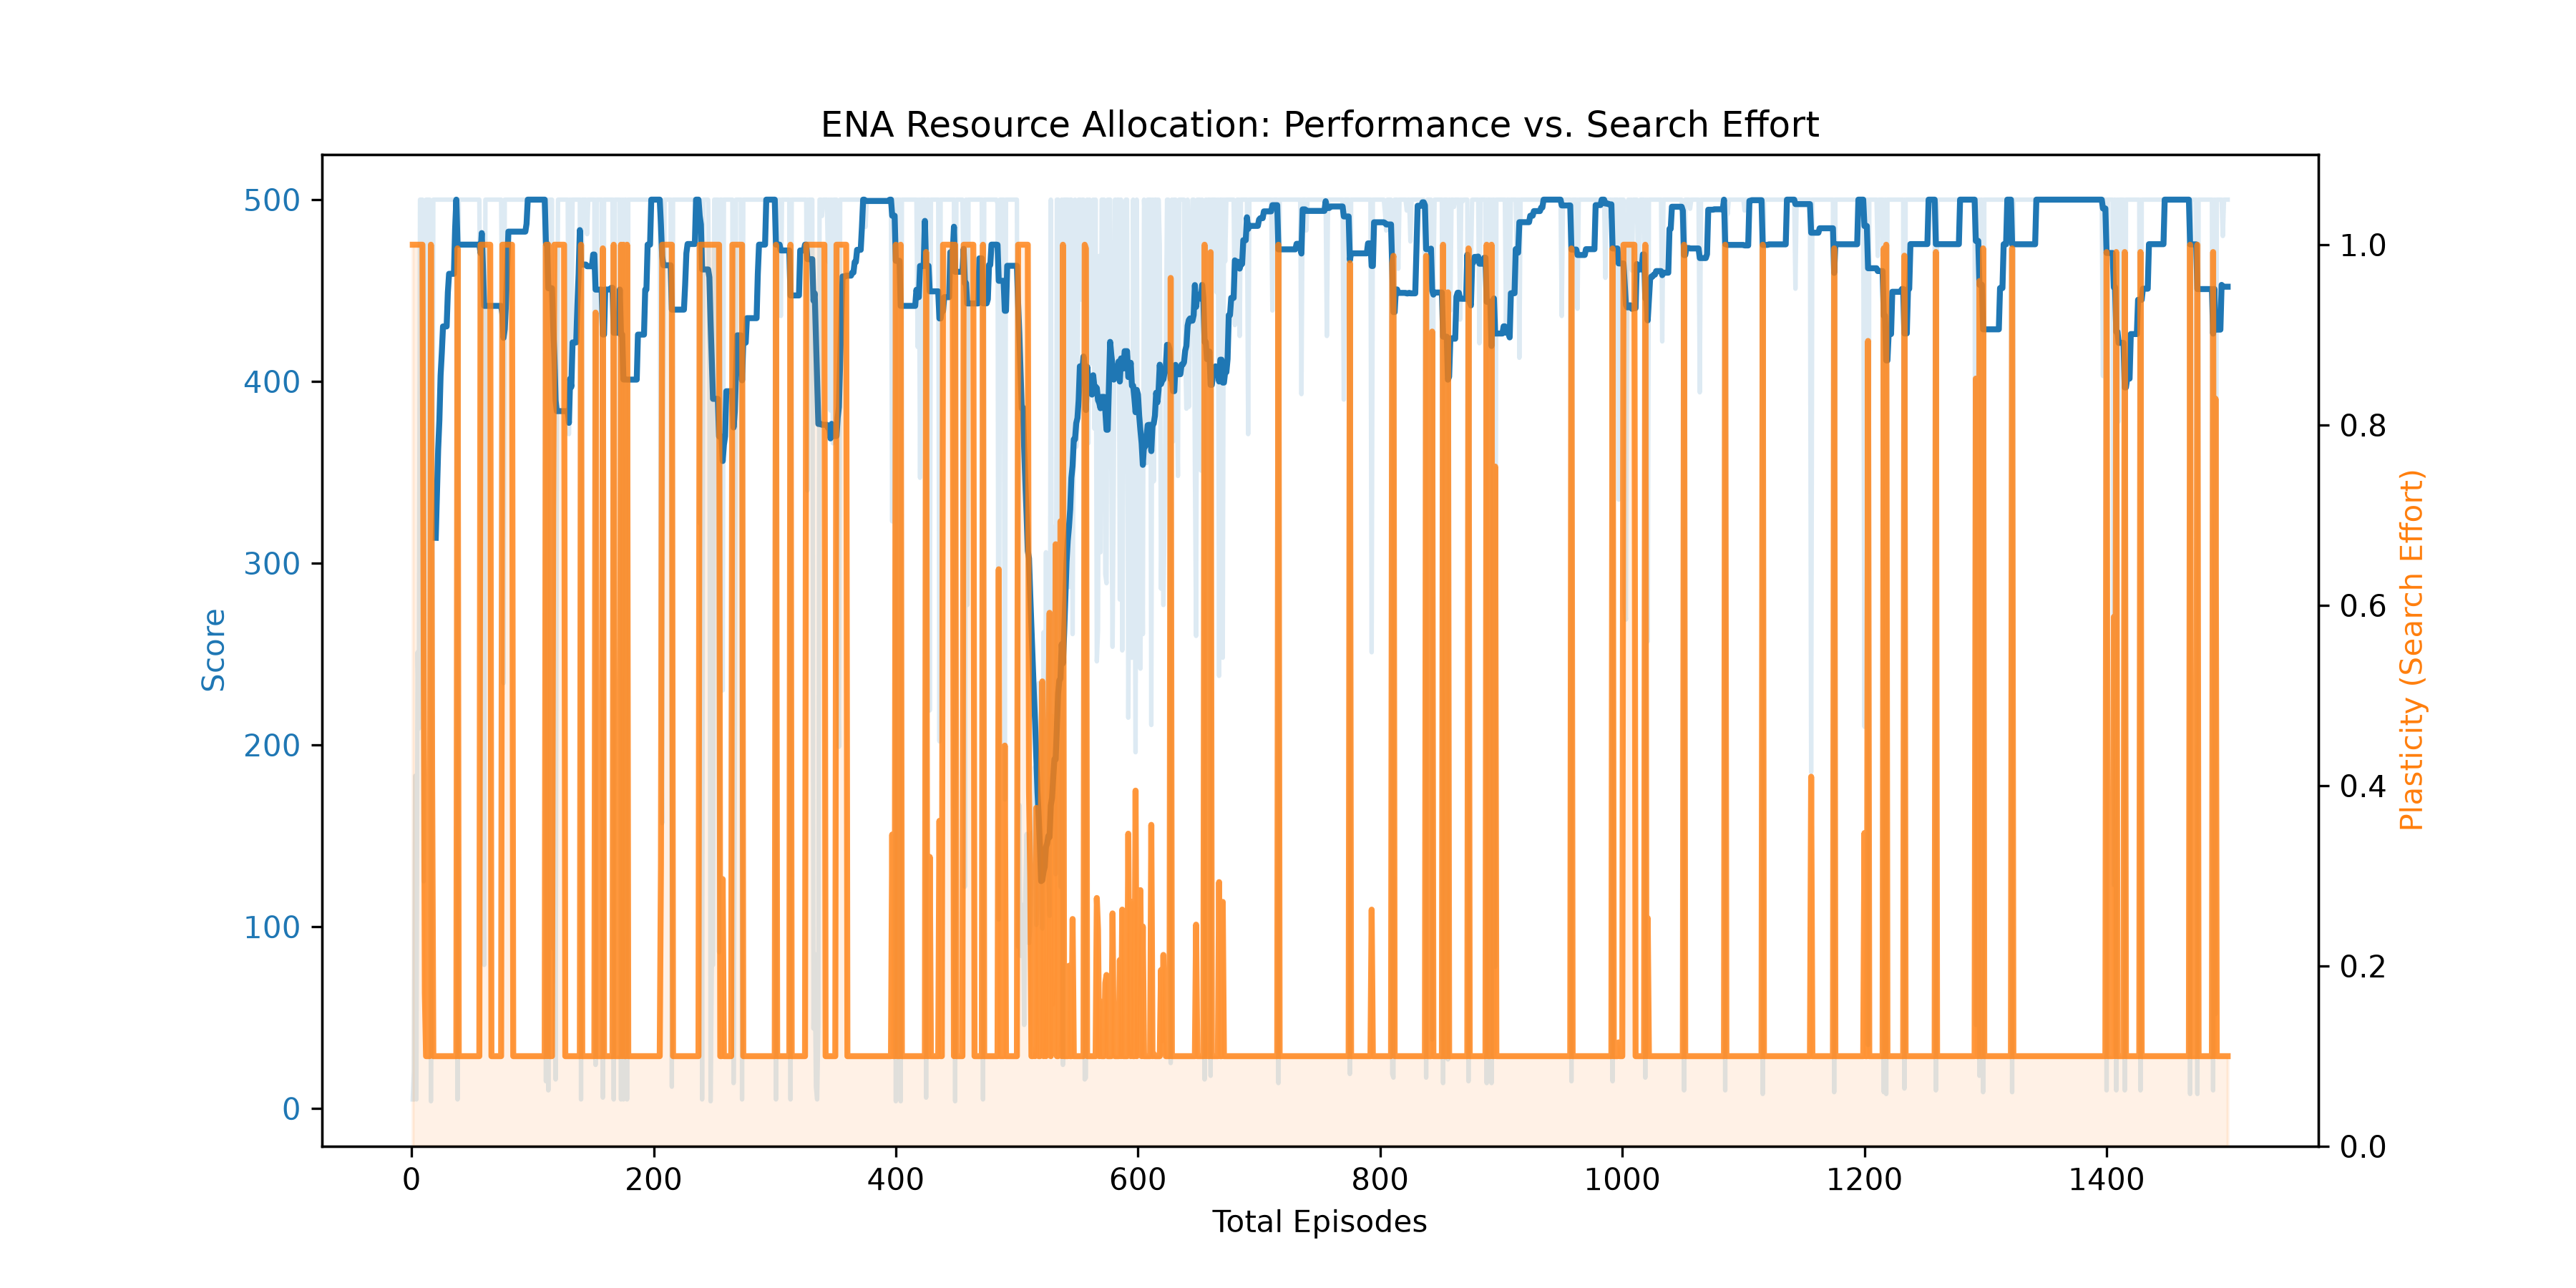 ENA Resource Allocation: Performance vs. Search Effort
500
400
300
200
100
0
Score
1.0
0.8
0.6
0.4
0.2
0.0
Plasticity (Search Effort)
0 200 400 600 800 1000 1200 1400
Total Episodes